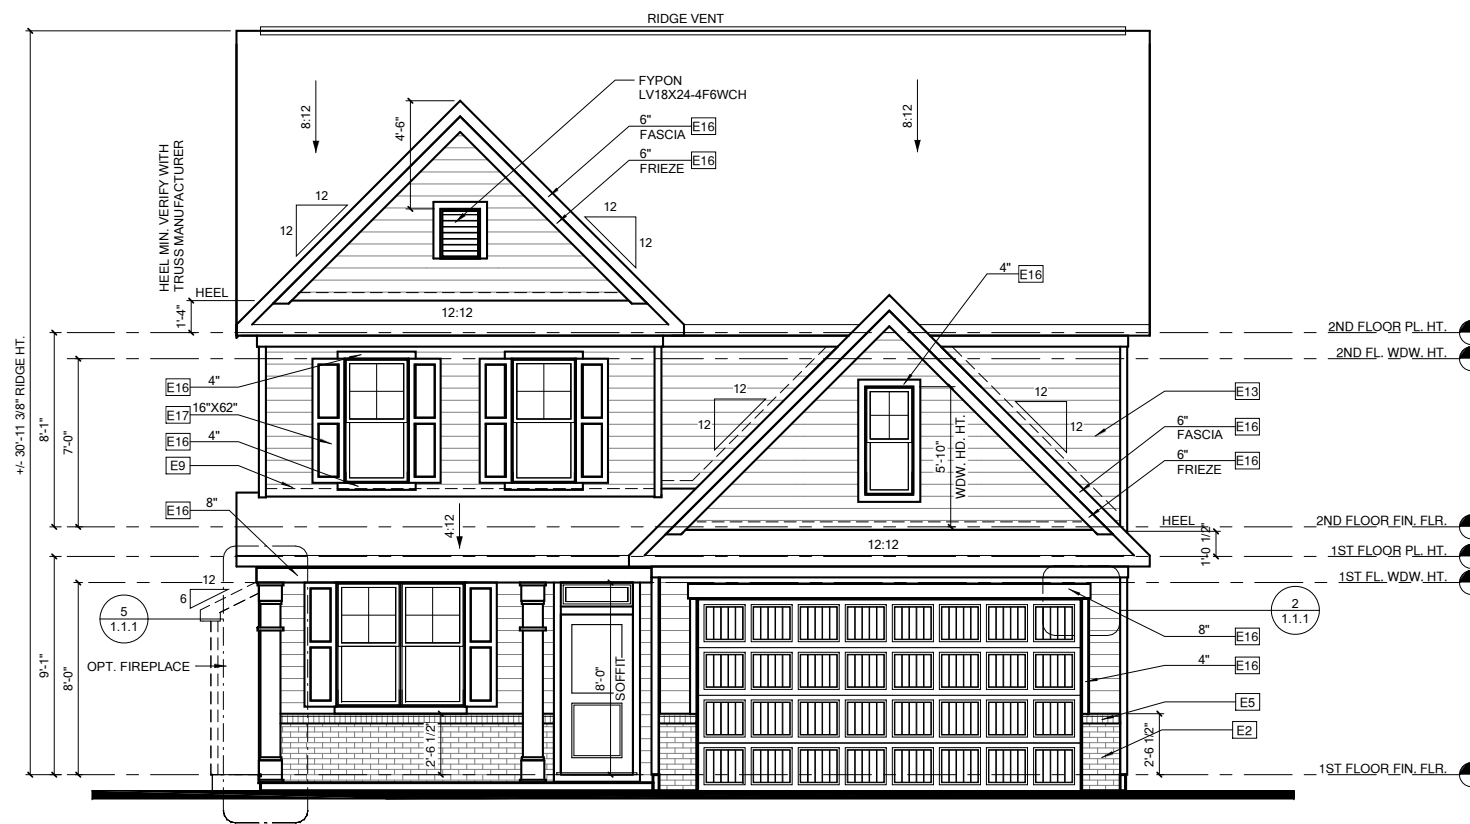 RIDGE VENT
+/- 30'-11 3/8" RIDGE HT.
8:12
4'-6"
FYPON
LV18X24-4F6WCH
6"
FASCIA
E16
6"
FRIEZE
E16
8:12
HEEL MIN. VERIFY WITH
TRUSS MANUFACTURER
12
12
12
12
HEEL
1'-4"
12:12
4"
E16
2ND FLOOR PL. HT.
2ND FL. WDW. HT.
8'-1"
7'-0"
E16
4"
E17
16"X62"
E16
4"
E9
E16
8"
12
12
12
12
5'-10"
WDW. HD. HT.
E13
6"
FASCIA
E16
6"
FRIEZE
E16
4:12
12:12
HEEL
1'-0 1/2"
2ND FLOOR FIN. FLR.
1ST FLOOR PL. HT.
1ST FL. WDW. HT.
12
6
5
1.1.1
2
1.1.1
9'-1"
8'-0"
OPT. FIREPLACE
8'-0"
SOFFIT
8"
E16
4"
E16
E5
E2
2'-6 1/2"
2'-6 1/2"
1ST FLOOR FIN. FLR.